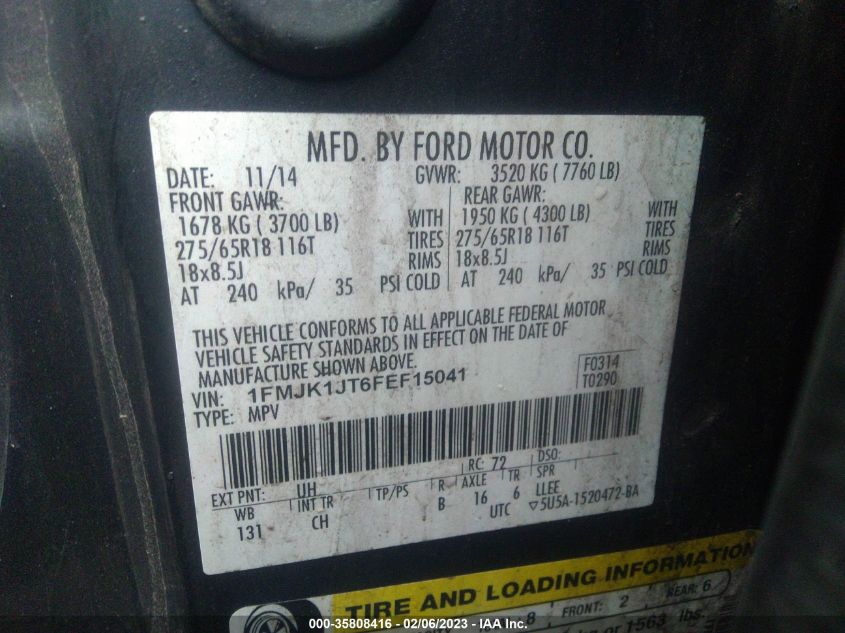 MFD. BY FORD MOTOR CO.
DATE: 11/14 GVWR: 3520 KG ( 7760 LB)
FRONT GAWR: REAR GAWR:
1678 KG ( 3700 LB) WITH 1950 KG ( 4300 LB) WITH
275/65R18 116T TIRES 275/65R18 116T TIRES
18x8.5J RIMS 18x8.5J RIMS
AT 240 kPa/ 35 PSI COLD AT 240 kPa/ 35 PSI COLD
THIS VEHICLE CONFORMS TO ALL APPLICABLE FEDERAL MOTOR
VEHICLE SAFETY STANDARDS IN EFFECT ON THE DATE OF
MANUFACTURE SHOWN ABOVE.
VIN: 1FMJK1JT6FEF15041 F0314
TYPE: MPV T0290
EXT PNT: UH RC: 72 DSO:
WB INT TR TP/PS R AXLE TR SPR
131 CH B 16 6 LLEE
UTC ▽5U5A-1520472-BA
TIRE AND LOADING INFORMATION
8 FRONT: 2 REAR: 6
or 1563 lbs.
000-35808416 - 02/06/2023 - IAA Inc.